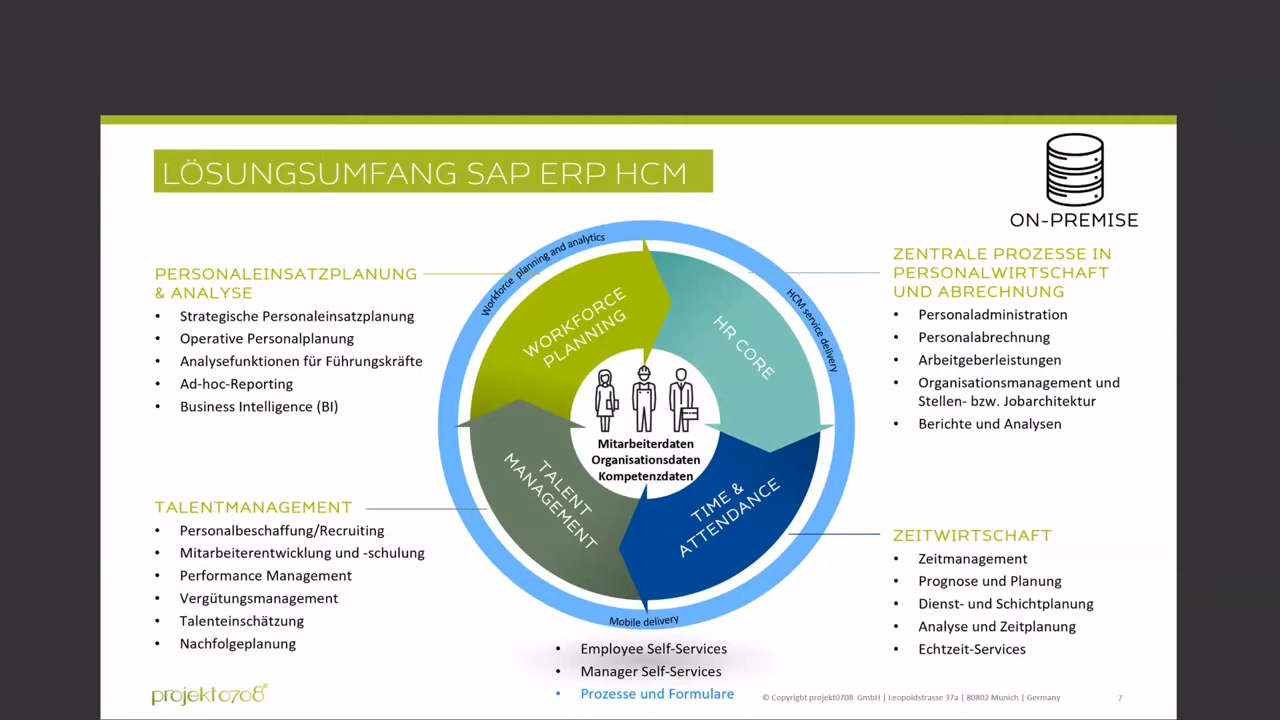 LÖSUNGSUMFANG SAP ERP HCM
ON-PREMISE
PERSONALEINSATZPLANUNG
& ANALYSE
• Strategische Personaleinsatzplanung
• Operative Personalplanung
• Analysefunktionen für Führungskräfte
• Ad-hoc-Reporting
• Business Intelligence (BI)
TALENTMANAGEMENT
• Personalbeschaffung/Recruiting
• Mitarbeiterentwicklung und -schulung
• Performance Management
• Vergütungsmanagement
• Talenteinschätzung
• Nachfolgeplanung
Workforce planning and analytics
HCM service delivery
Mobile delivery
WORKFORCE
PLANNING
HR CORE
TALENT
MANAGEMENT
TIME &
ATTENDANCE
Mitarbeiterdaten
Organisationsdaten
Kompetenzdaten
• Employee Self-Services
• Manager Self-Services
• Prozesse und Formulare
ZENTRALE PROZESSE IN
PERSONALWIRTSCHAFT
UND ABRECHNUNG
• Personaladministration
• Personalabrechnung
• Arbeitgeberleistungen
• Organisationsmanagement und
Stellen- bzw. Jobarchitektur
• Berichte und Analysen
ZEITWIRTSCHAFT
• Zeitmanagement
• Prognose und Planung
• Dienst- und Schichtplanung
• Analyse und Zeitplanung
• Echtzeit-Services
projekt0708®
© Copyright projekt0708 GmbH | Leopoldstrasse 37a | 80802 Munich | Germany
7